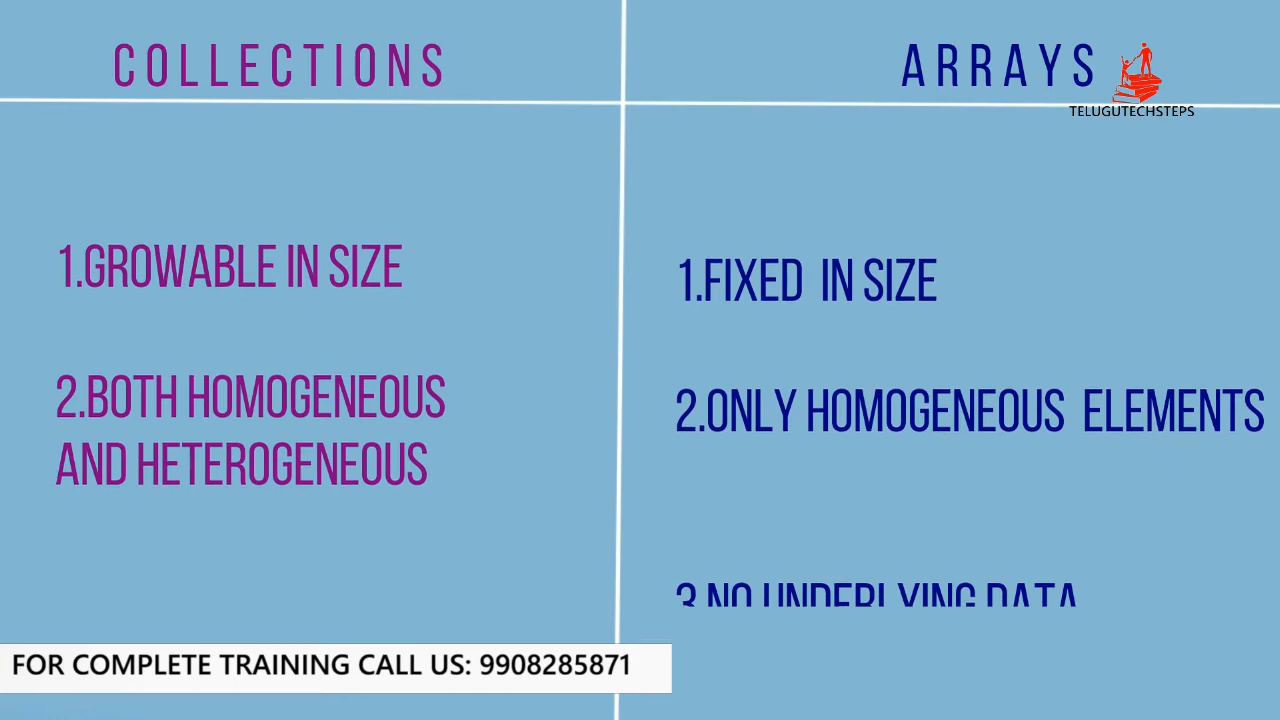 COLLECTIONS
ARRAYS
TELUGUTECHSTEPS
1.GROWABLE IN SIZE
2.BOTH HOMOGENEOUS
AND HETEROGENEOUS
1.FIXED IN SIZE
2.ONLY HOMOGENEOUS ELEMENTS
3.NO UNDERLYING DATA
FOR COMPLETE TRAINING CALL US: 9908285871